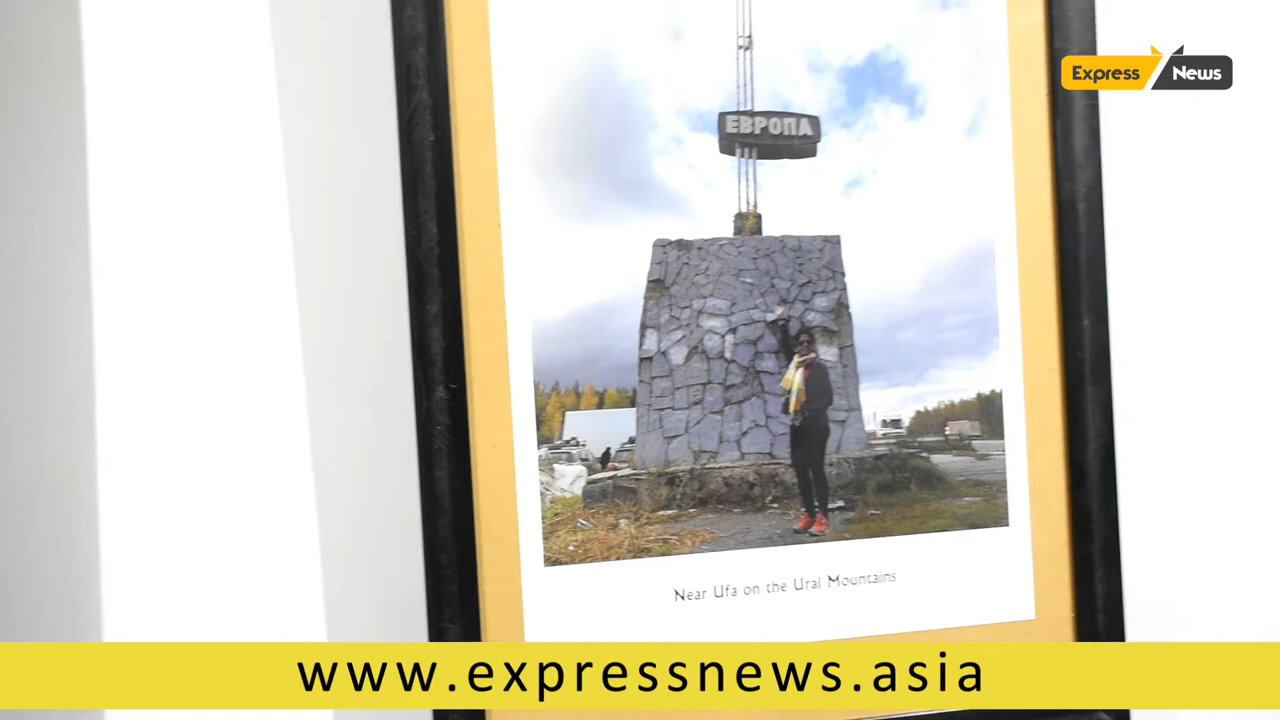 Express News
ЕВРОПА
Near Ufa on the Ural Mountains
www.expressnews.asia